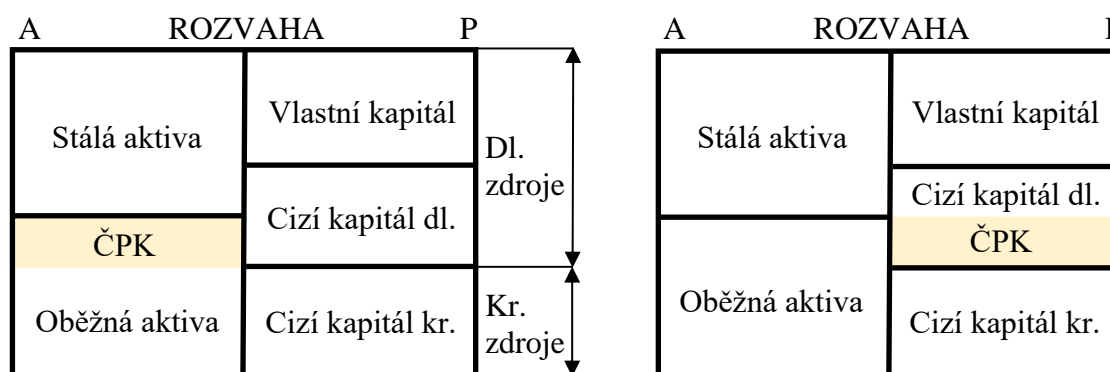 A ROZVAHA P
Stálá aktiva
ČPK
Oběžná aktiva
Vlastní kapitál
Cizí kapitál dl.
Cizí kapitál kr.
Dl.
zdroje
Kr.
zdroje
A ROZVAHA
Stálá aktiva
Oběžná aktiva
Vlastní kapitál
Cizí kapitál dl.
ČPK
Cizí kapitál kr.